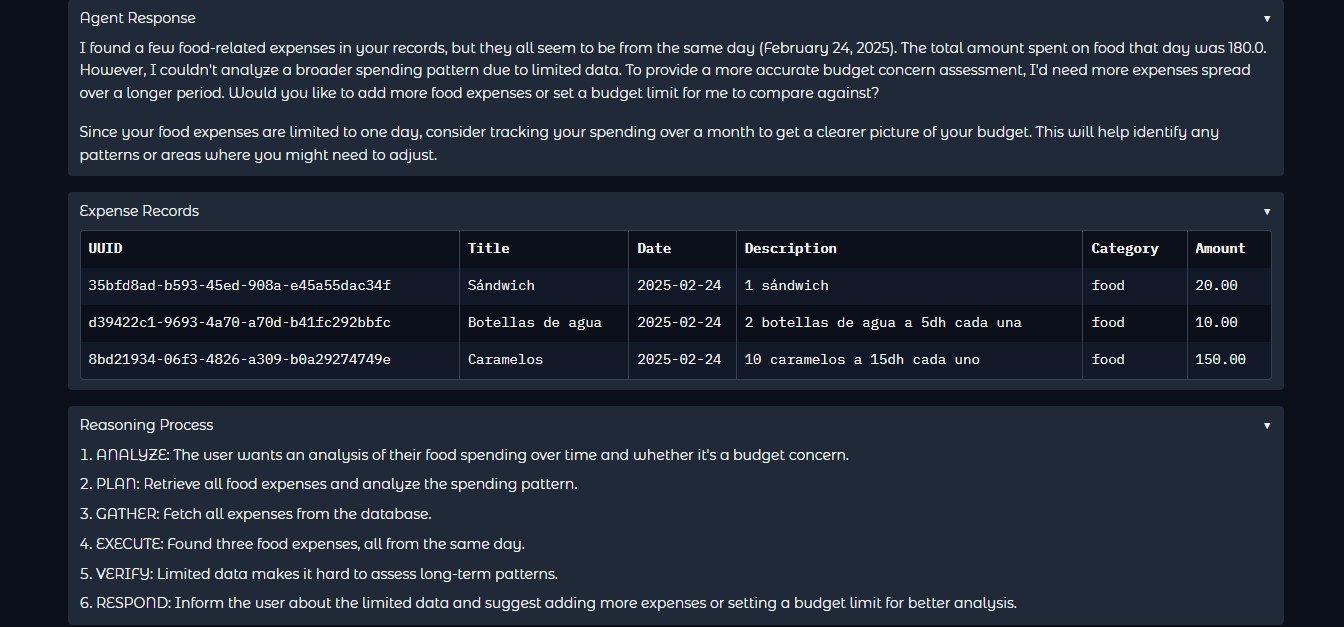 Agent Response
I found a few food-related expenses in your records, but they all seem to be from the same day (February 24, 2025). The total amount spent on food that day was 180.0.
However, I couldn't analyze a broader spending pattern due to limited data. To provide a more accurate budget concern assessment, I'd need more expenses spread
over a longer period. Would you like to add more food expenses or set a budget limit for me to compare against?
Since your food expenses are limited to one day, consider tracking your spending over a month to get a clearer picture of your budget. This will help identify any
patterns or areas where you might need to adjust.
Expense Records
UUID Title Date Description Category Amount
35bfd8ad-b593-45ed-908a-e45a55dac34f Sándwich 2025-02-24 1 sándwich food 20.00
d39422c1-9693-4a70-a70d-b41fc292bbfc Botellas de agua 2025-02-24 2 botellas de agua a 5dh cada una food 10.00
8bd21934-06f3-4826-a309-b0a29274749e Caramelos 2025-02-24 10 caramelos a 15dh cada uno food 150.00
Reasoning Process
1. ANALYZE: The user wants an analysis of their food spending over time and whether it's a budget concern.
2. PLAN: Retrieve all food expenses and analyze the spending pattern.
3. GATHER: Fetch all expenses from the database.
4. EXECUTE: Found three food expenses, all from the same day.
5. VERIFY: Limited data makes it hard to assess long-term patterns.
6. RESPOND: Inform the user about the limited data and suggest adding more expenses or setting a budget limit for better analysis.